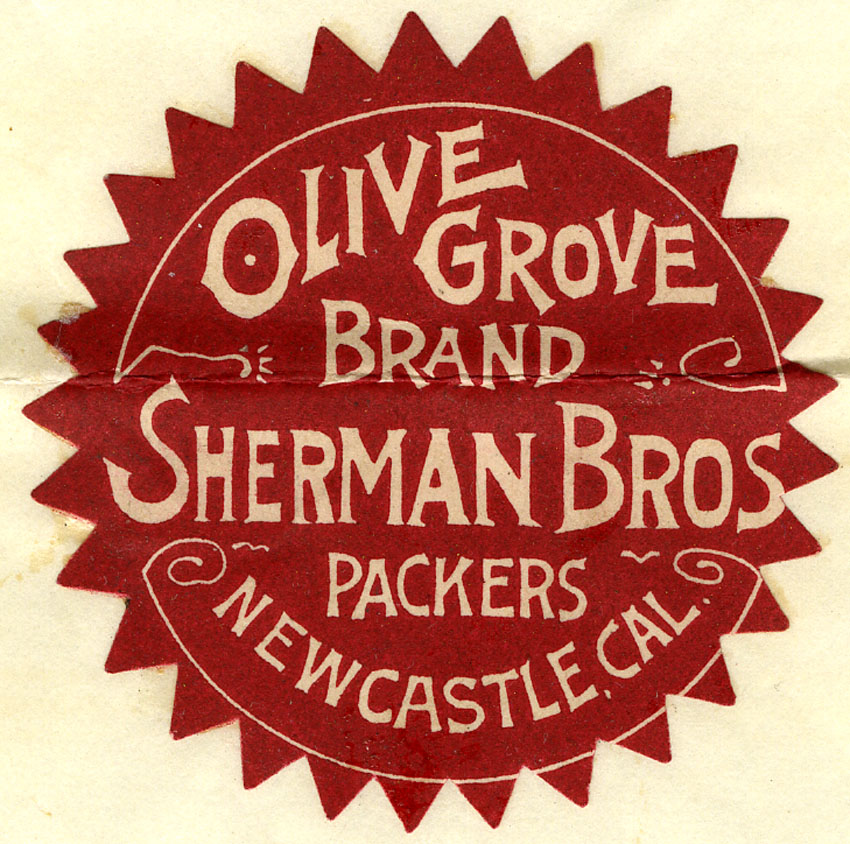 OLIVE
GROVE
BRAND
SHERMAN BROS
PACKERS
NEWCASTLE, CAL.